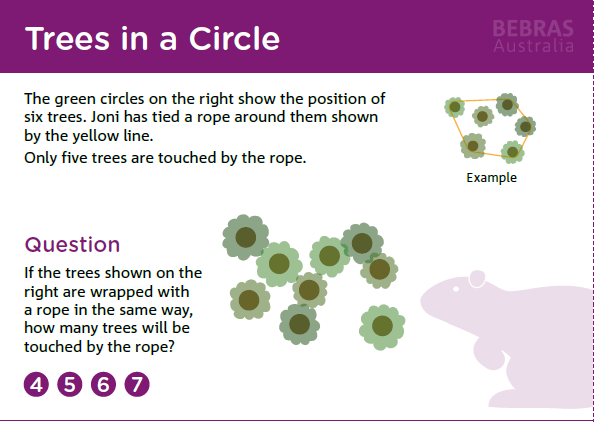 Trees in a Circle
BEBRAS
Australia
The green circles on the right show the position of
six trees. Joni has tied a rope around them shown
by the yellow line.
Only five trees are touched by the rope.
Example
Question
If the trees shown on the
right are wrapped with
a rope in the same way,
how many trees will be
touched by the rope?
4 5 6 7